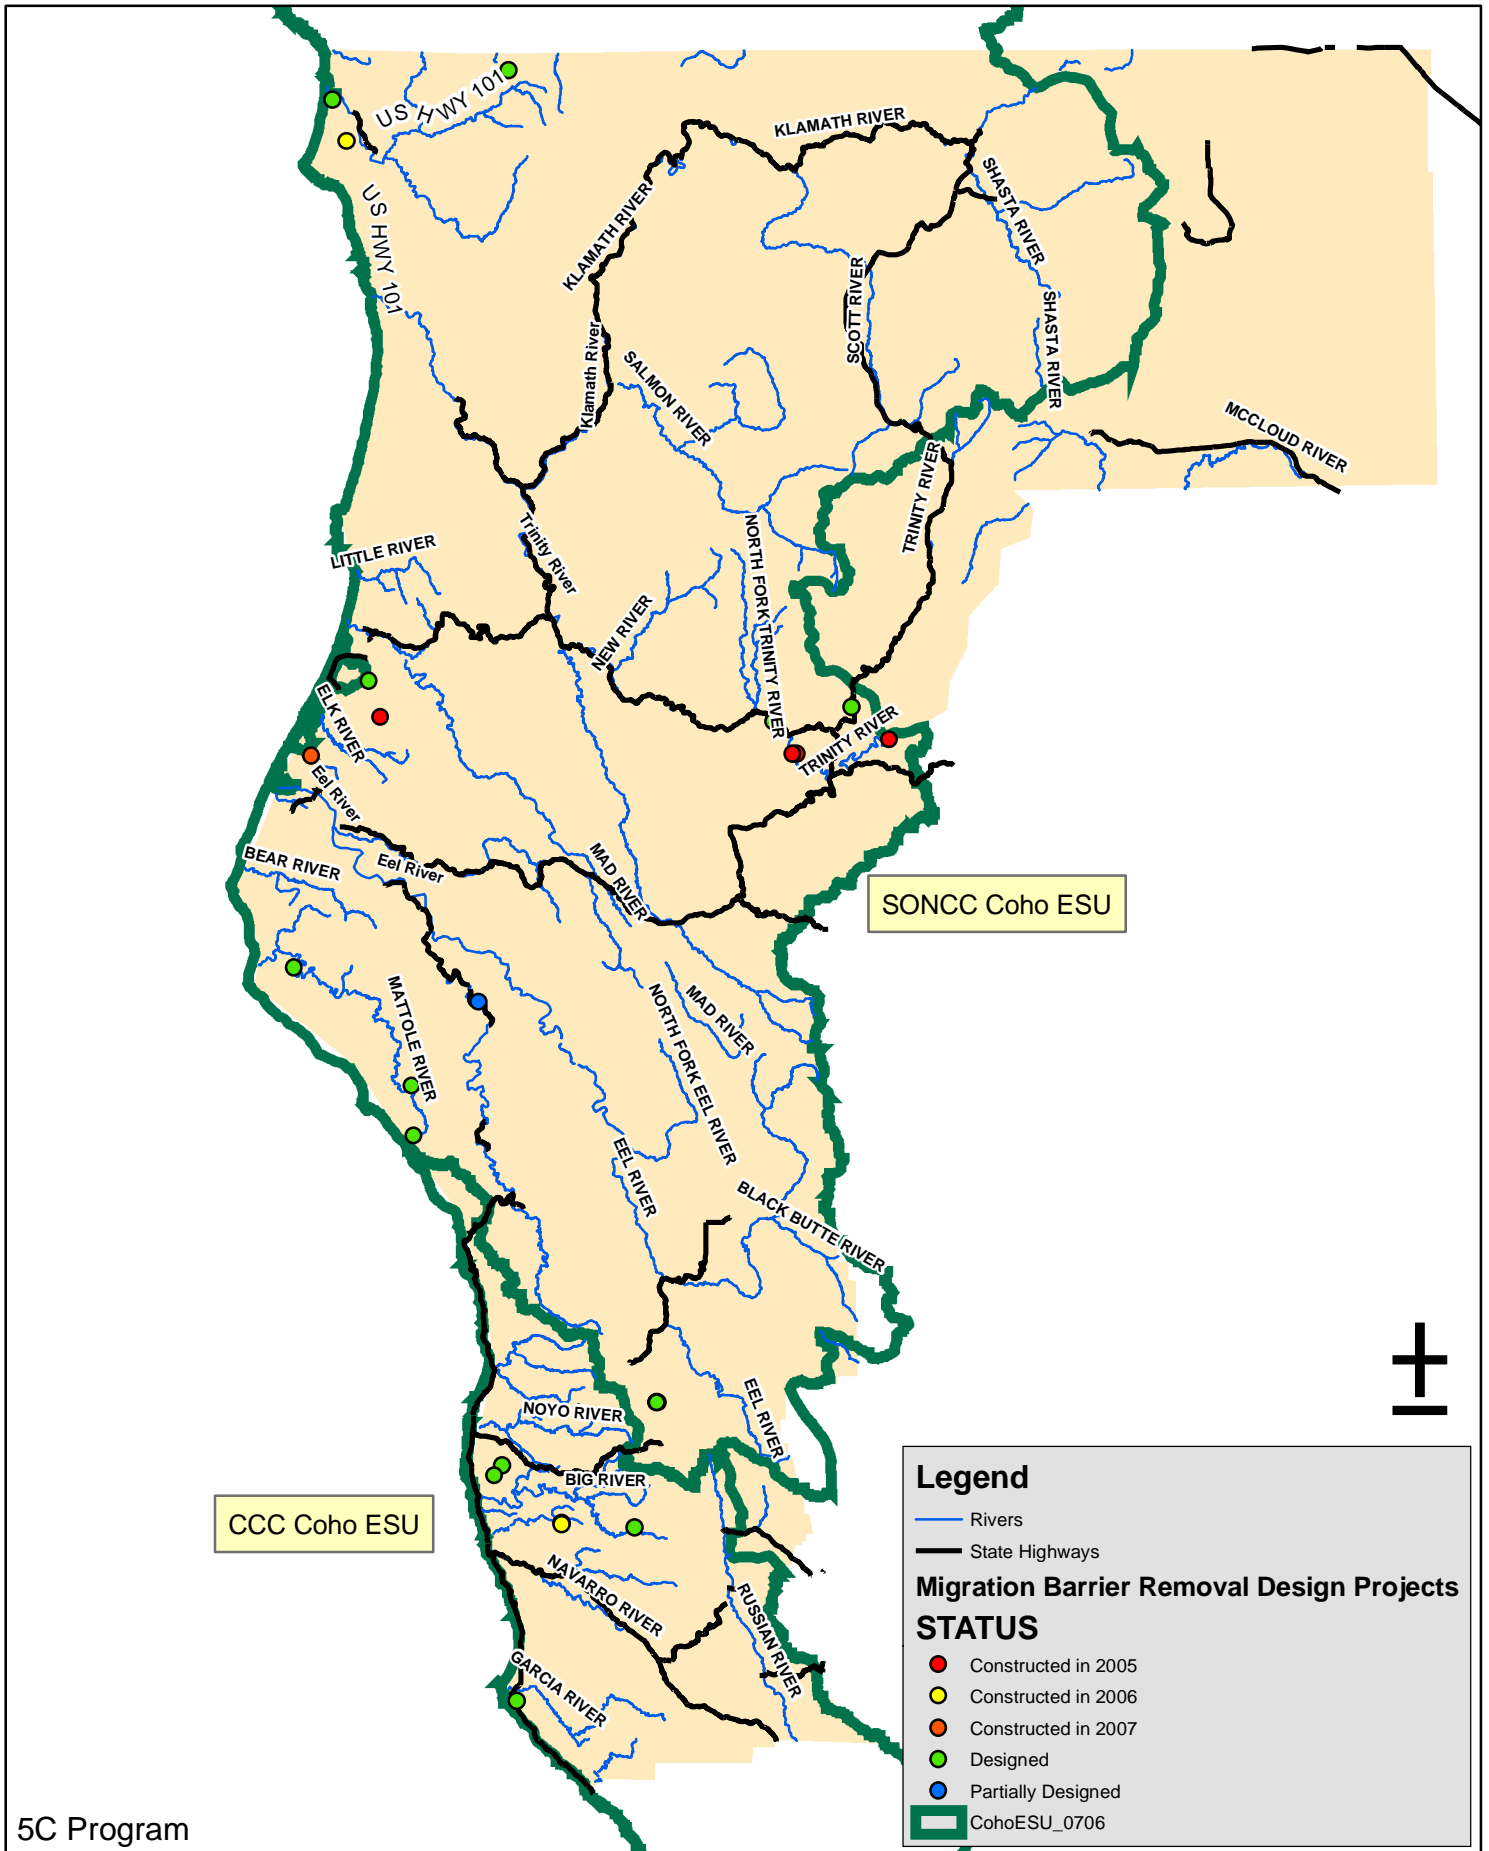 US HWY 101
KLAMATH RIVER
SHASTA RIVER
US HWY 101
KLAMATH RIVER
SCOTT RIVER
SHASTA RIVER
Klamath River
SALMON RIVER
MCCLOUD RIVER
TRINITY RIVER
Trinity River
NORTH FORK TRINITY RIVER
LITTLE RIVER
NEW RIVER
ELK RIVER
TRINITY RIVER
Eel River
BEAR RIVER
Eel River
MAD RIVER
SONCC Coho ESU
MATTOLE RIVER
MAD RIVER
NORTH FORK EEL RIVER
EEL RIVER
BLACK BUTTE RIVER
EEL RIVER
NOYO RIVER
BIG RIVER
CCC Coho ESU
NAVARRO RIVER
RUSSIAN RIVER
GARCIA RIVER
Legend
Rivers
State Highways
Migration Barrier Removal Design Projects
STATUS
Constructed in 2005
Constructed in 2006
Constructed in 2007
Designed
Partially Designed
CohoESU_0706
5C Program